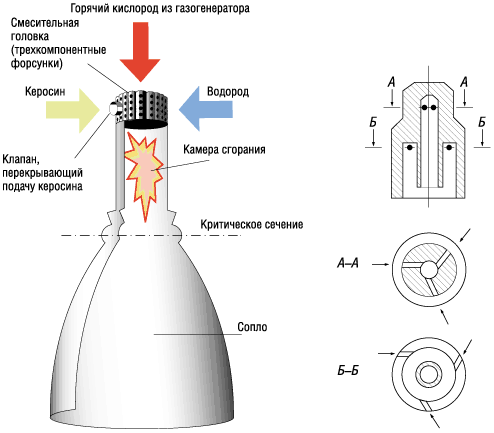 Горячий кислород из газогенератора
Смесительная
головка
(трехкомпонентные
форсунки)
Керосин
Водород
Клапан,
перекрывающий
подачу керосина
Камера сгорания
Критическое сечение
Сопло
А А
Б Б
А–А
Б–Б